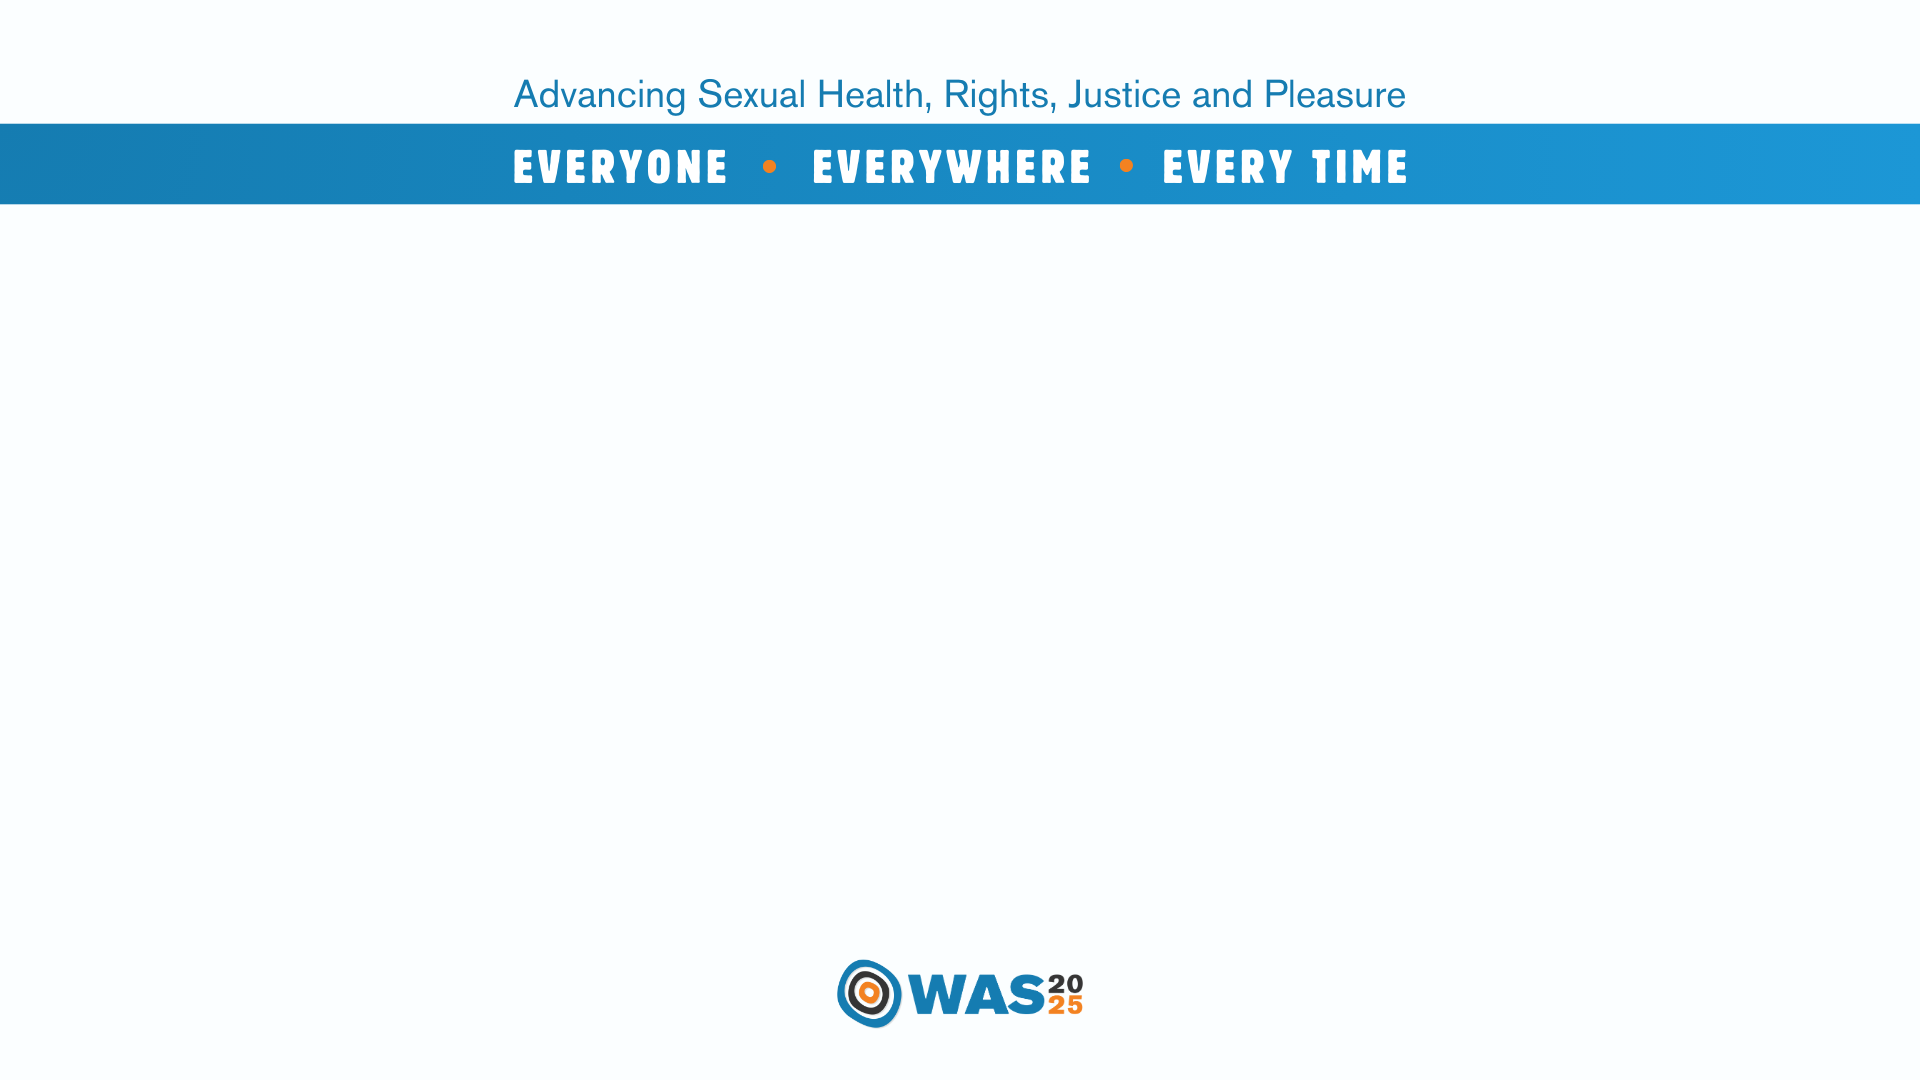 Advancing Sexual Health, Rights, Justice and Pleasure
EVERYONE • EVERYWHERE • EVERY TIME
WAS 20
25